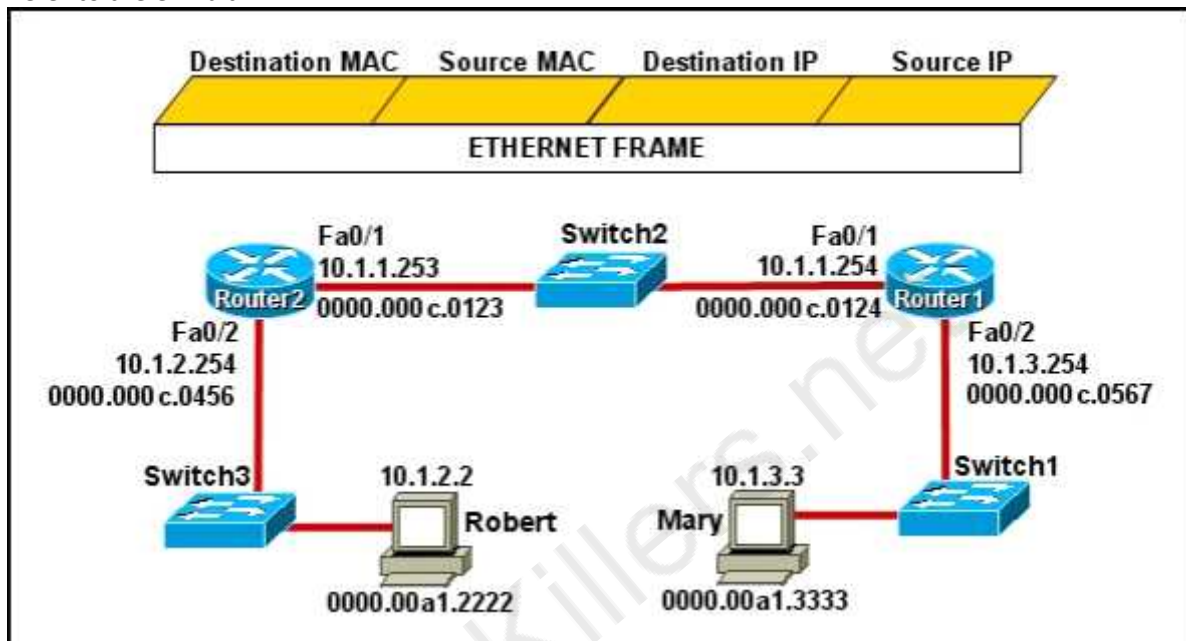 Destination MAC Source MAC Destination IP Source IP
ETHERNET FRAME
Fa0/1
10.1.1.253
0000.000c.0123
Switch2
Fa0/1
10.1.1.254
0000.000c.0124
Router2
Router1
Fa0/2
10.1.2.254
0000.000c.0456
Fa0/2
10.1.3.254
0000.000c.0567
Switch3
10.1.2.2
Robert
0000.00a1.2222
10.1.3.3
Mary
0000.00a1.3333
Switch1